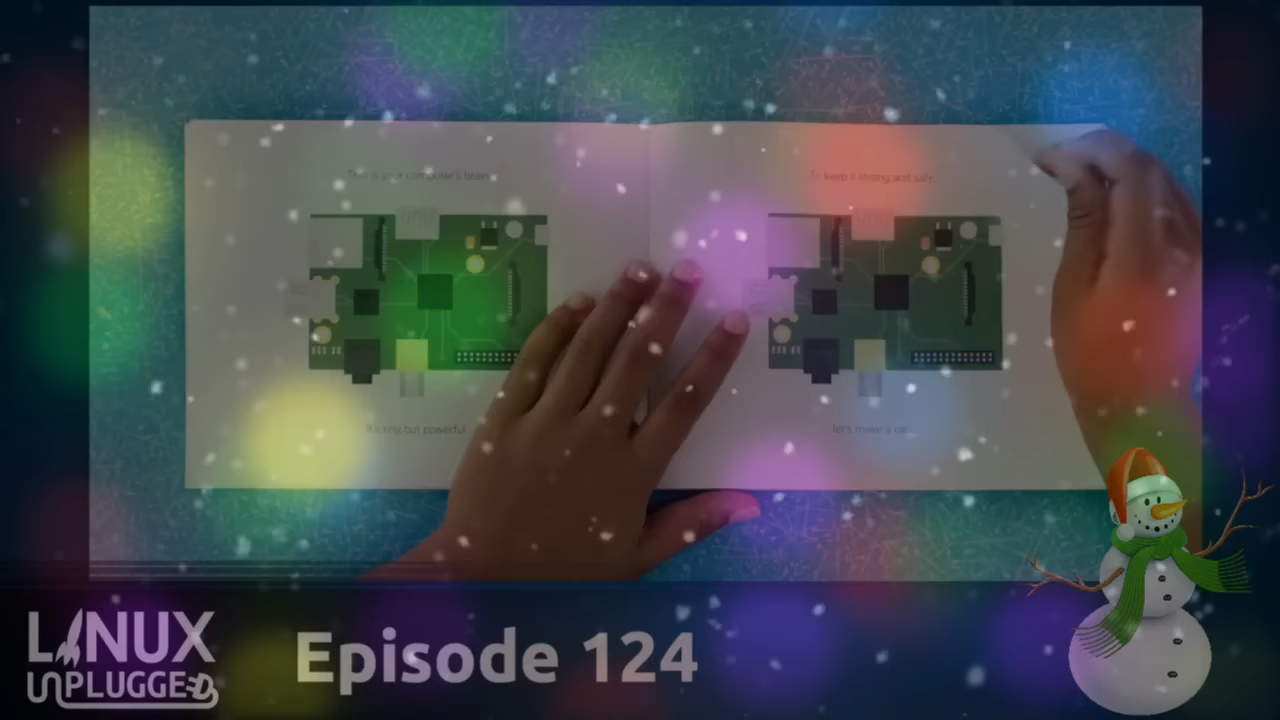 This is your computer's brain
To keep it strong and safe
It's tiny but powerful
let's make a car
LINUX
UNPLUGGED
Episode 124